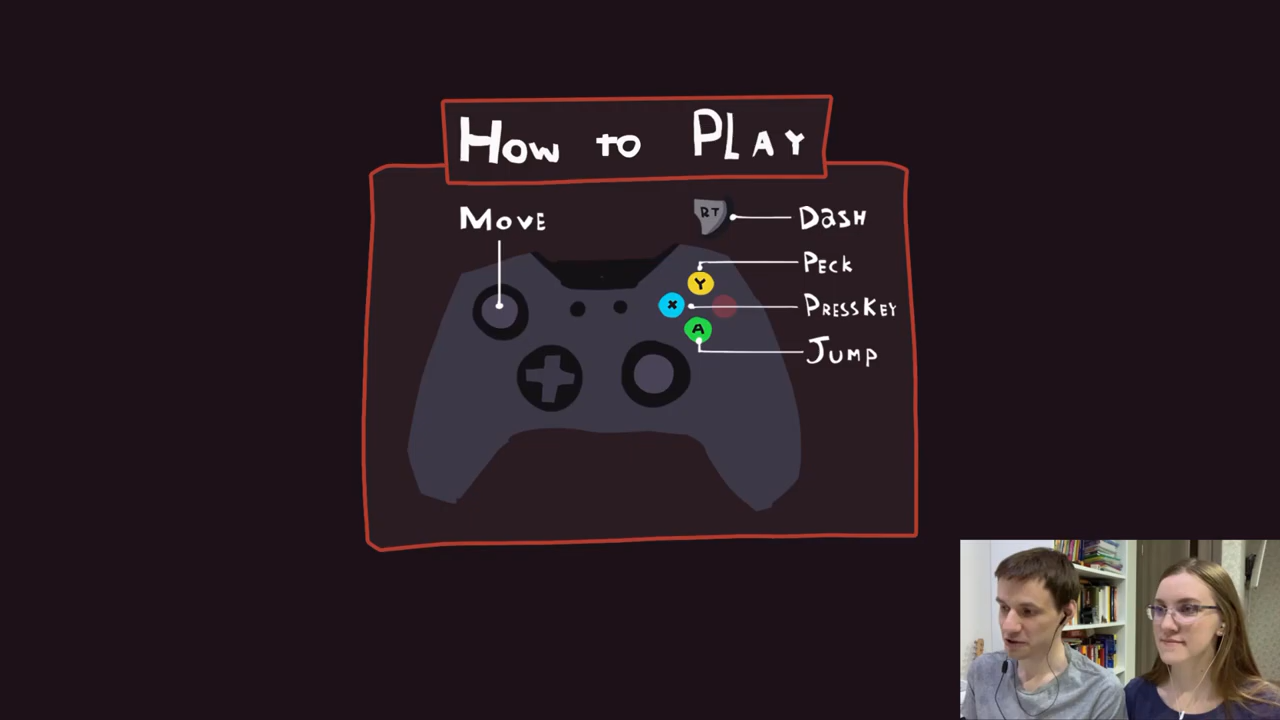 How to PLAY
MOVE
RT
DASH
PECK
Y
X
PRESS KEY
A
JUMP